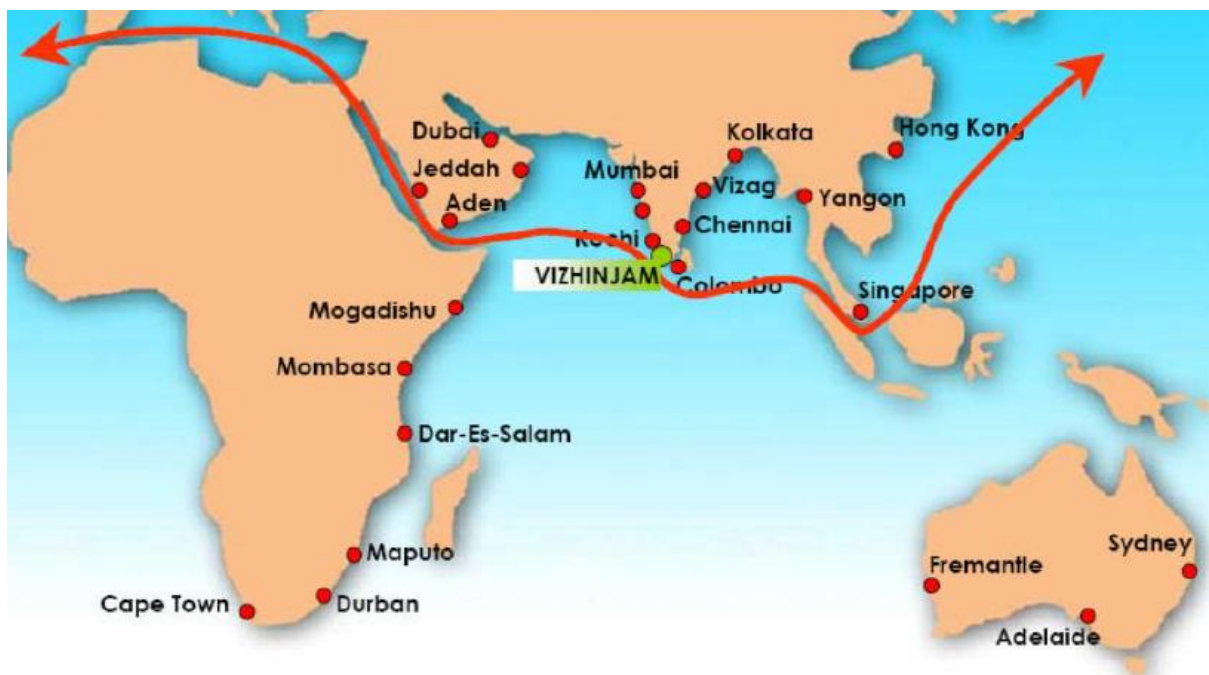 Kolkata
Hong Kong
Dubai
Jeddah
Mumbai
Vizag
Yangon
Aden
Chennai
Kochi
VIZHINJAM
Colombo
Singapore
Mogadishu
Mombasa
Dar-Es-Salam
Maputo
Sydney
Fremantle
Cape Town
Durban
Adelaide